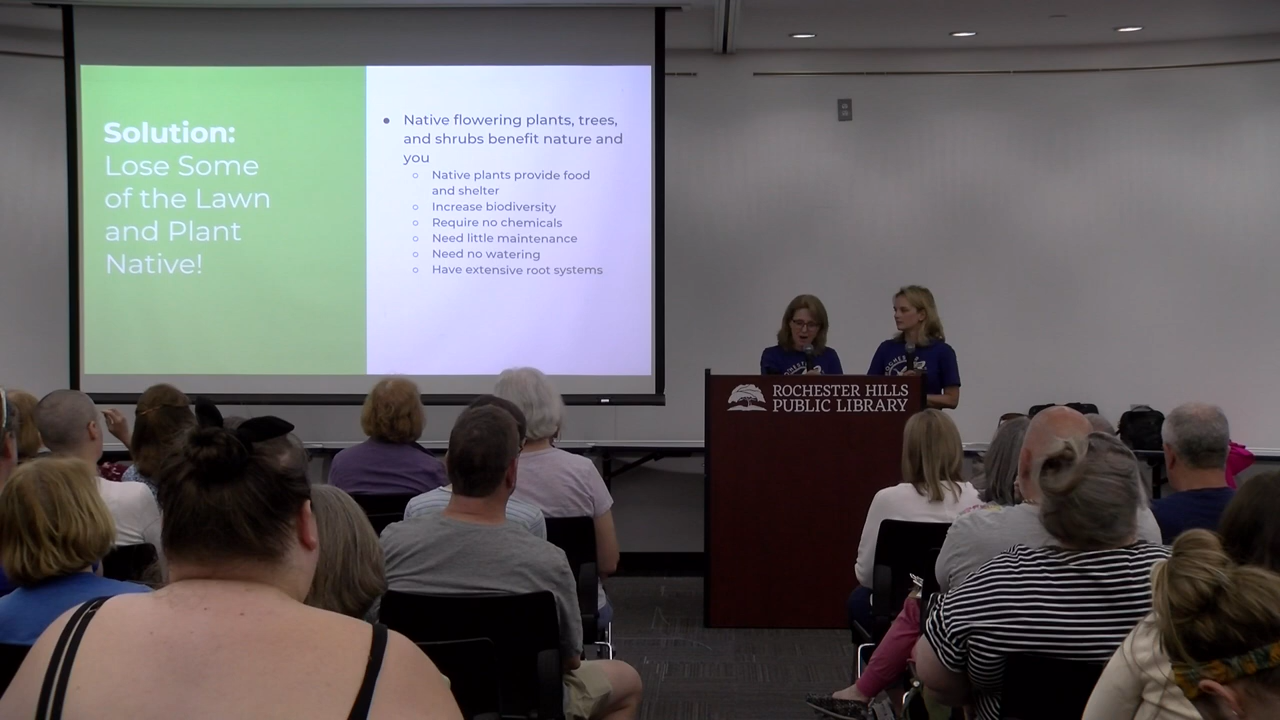 Solution:
Lose Some
of the Lawn
and Plant
Native!
● Native flowering plants, trees,
and shrubs benefit nature and
you
○ Native plants provide food
and shelter
○ Increase biodiversity
○ Require no chemicals
○ Need little maintenance
○ Need no watering
○ Have extensive root systems
ROCHESTER HILLS
PUBLIC LIBRARY